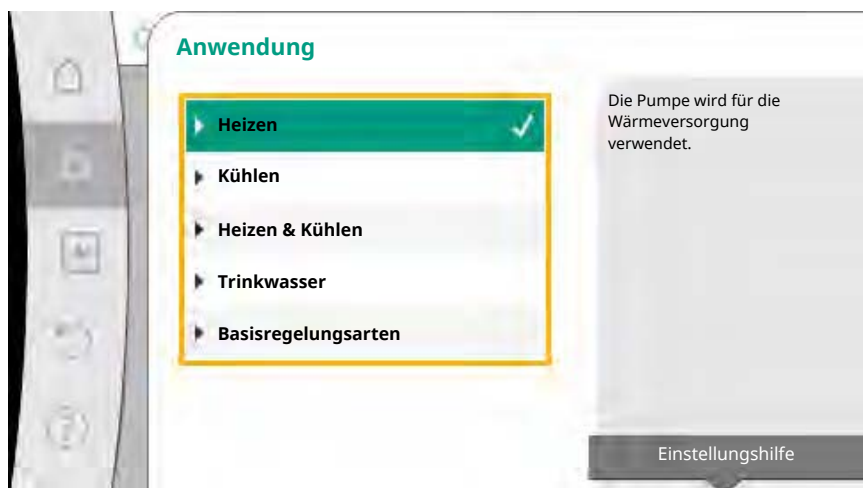 Anwendung
Heizen
Kühlen
Heizen & Kühlen
Trinkwasser
Basisregelungsarten
Die Pumpe wird für die
Wärmeversorgung
verwendet.
Einstellungshilfe